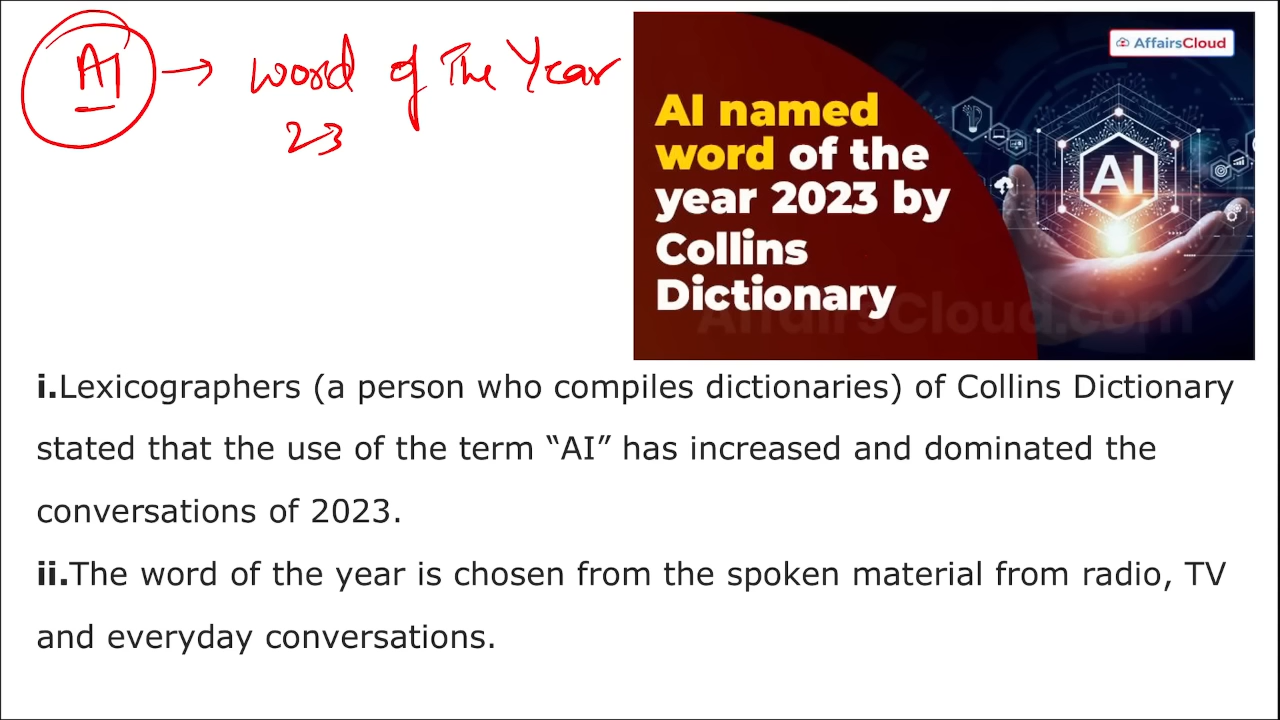 AI → Word of The Year
23
AffairsCloud
AI named
word of the
year 2023 by
Collins
Dictionary
AI
AffairsCloud.com
i.Lexicographers (a person who compiles dictionaries) of Collins Dictionary
stated that the use of the term “AI” has increased and dominated the
conversations of 2023.
ii.The word of the year is chosen from the spoken material from radio, TV
and everyday conversations.